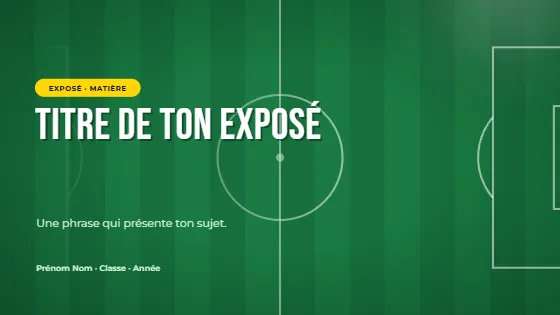 EXPOSÉ · MATIÈRE
TITRE DE TON EXPOSÉ
Une phrase qui présente ton sujet.
Prénom Nom · Classe · Année